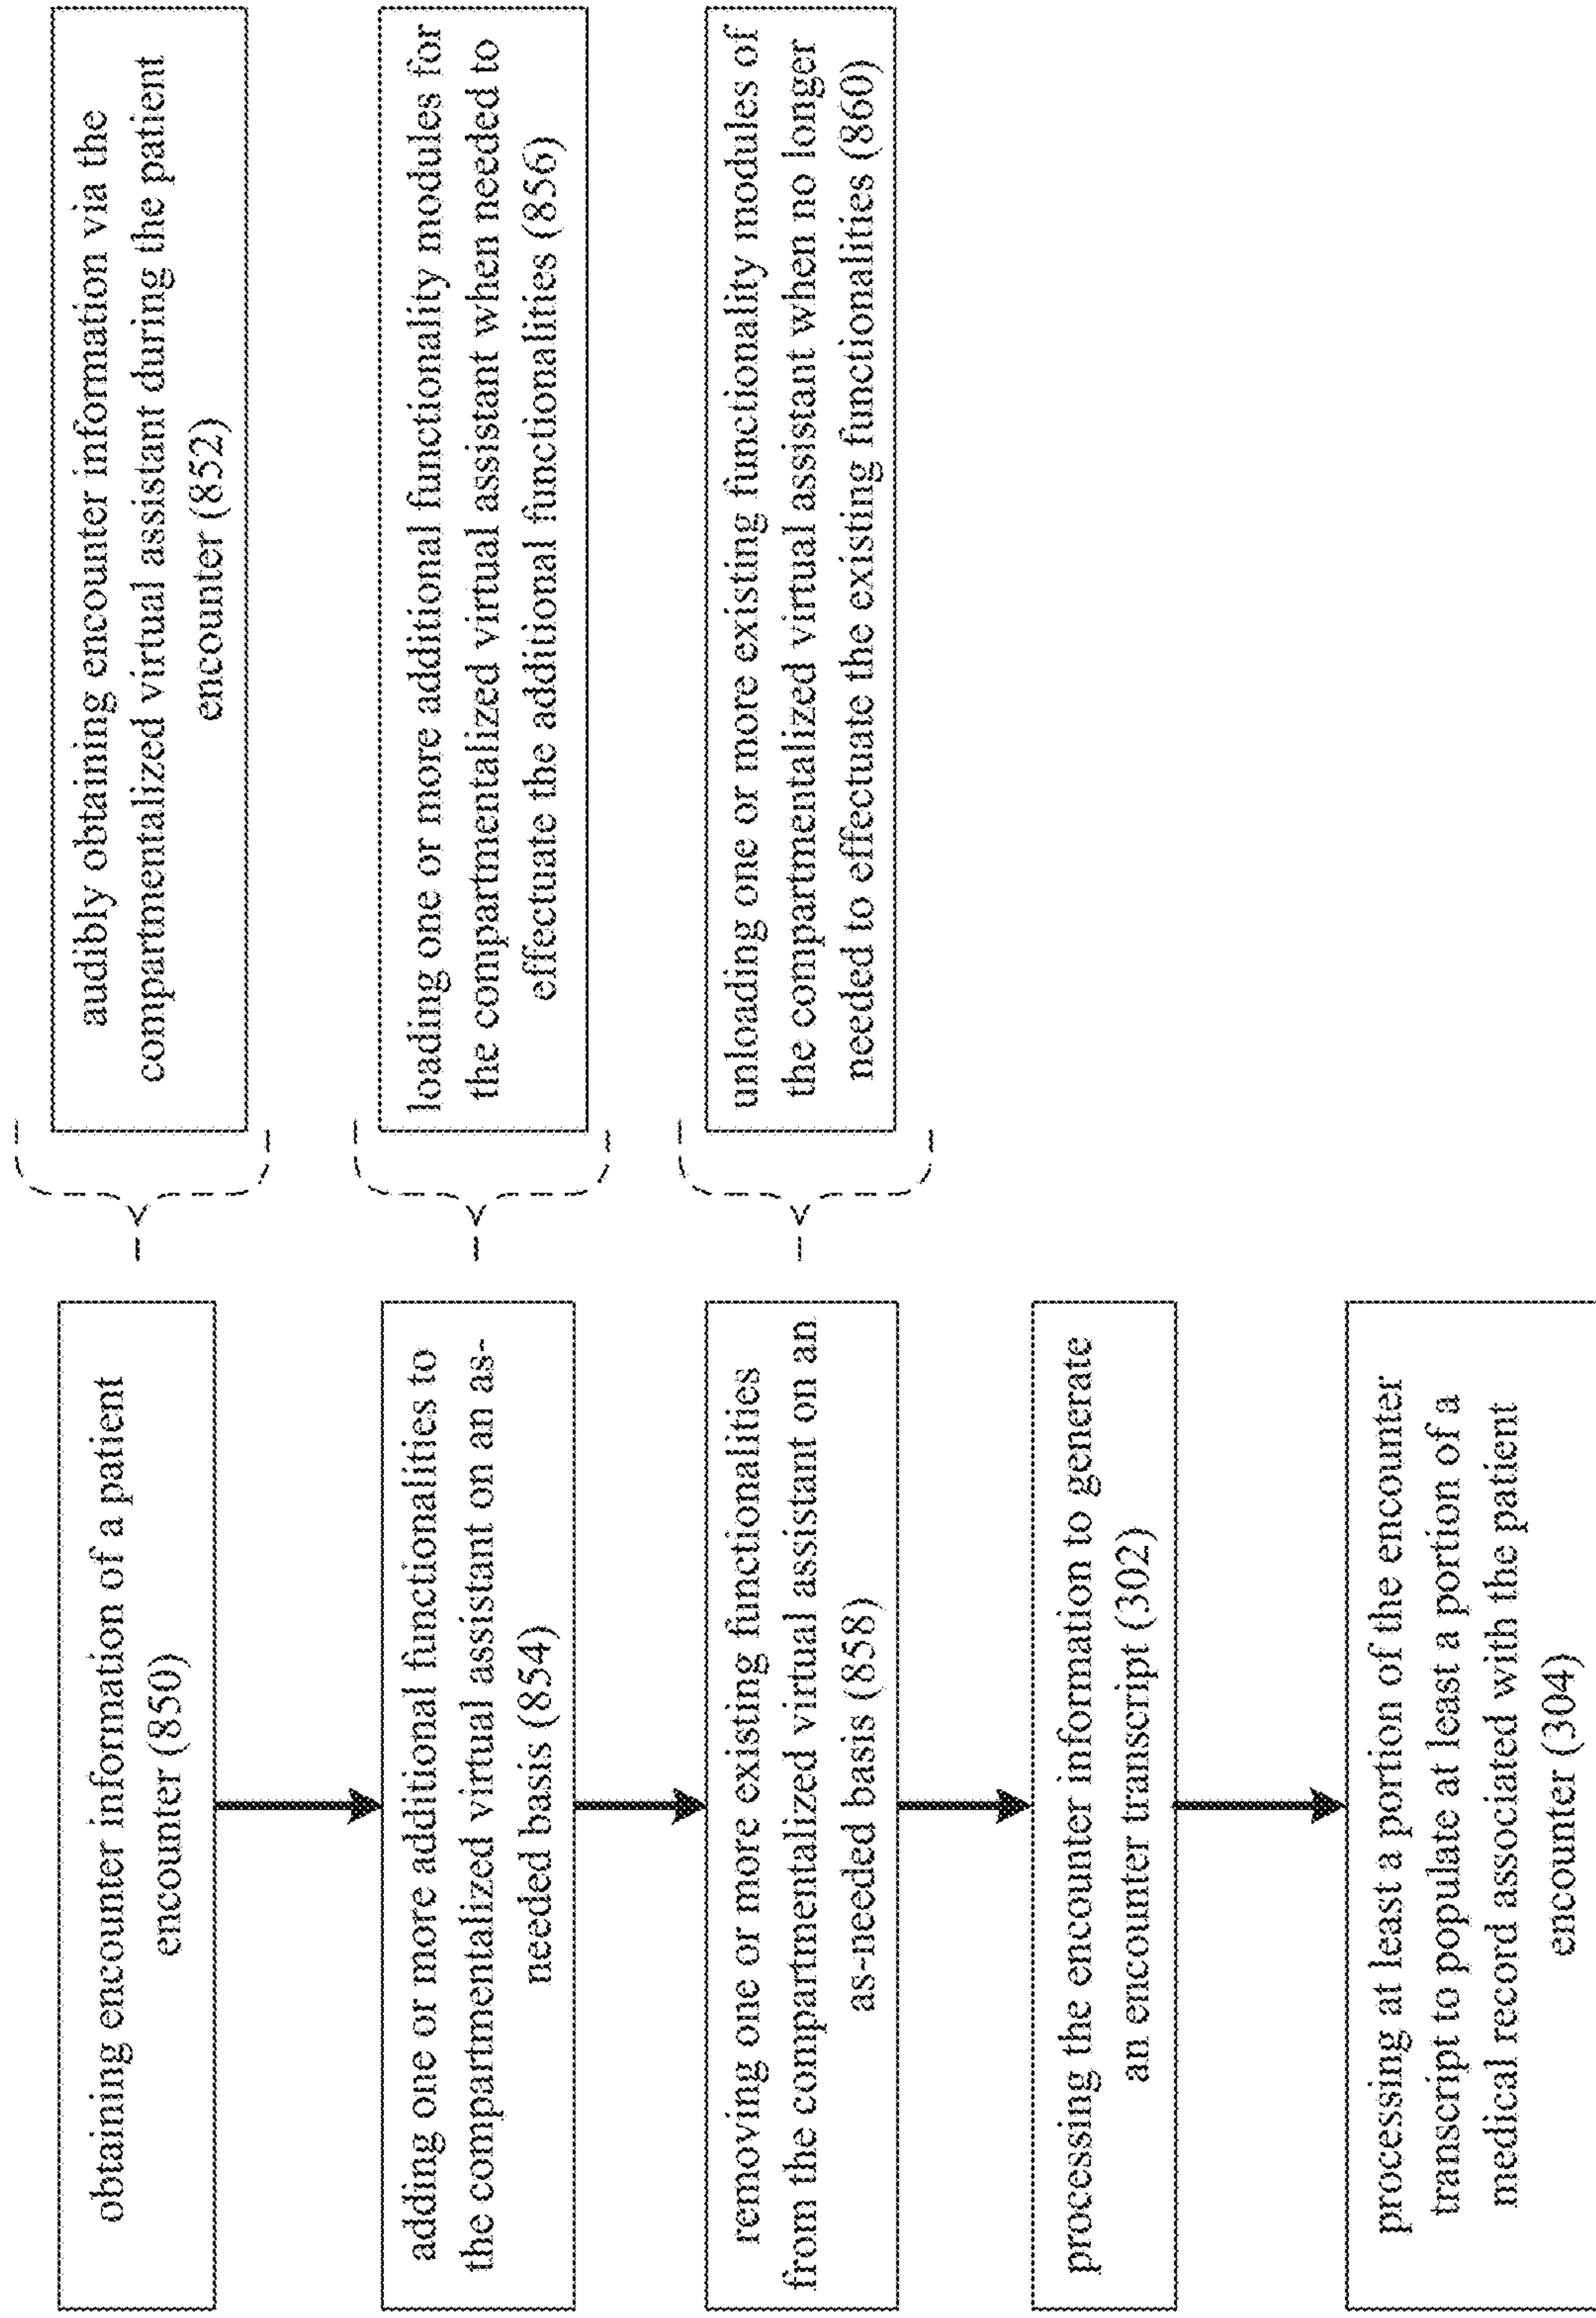 obtaining encounter information of a patient
encounter (850)
audibly obtaining encounter information via the
compartmentalized virtual assistant during the patient
encounter (852)
adding one or more additional functionalities to
the compartmentalized virtual assistant on an as-
needed basis (854)
loading one or more additional functionality modules for
the compartmentalized virtual assistant when needed to
effectuate the additional functionalities (856)
removing one or more existing functionalities
from the compartmentalized virtual assistant on an
as-needed basis (858)
unloading one or more existing functionality modules of
the compartmentalized virtual assistant when no longer
needed to effectuate the existing functionalities (860)
processing the encounter information to generate
an encounter transcript (302)
processing at least a portion of the encounter
transcript to populate at least a portion of a
medical record associated with the patient
encounter (304)